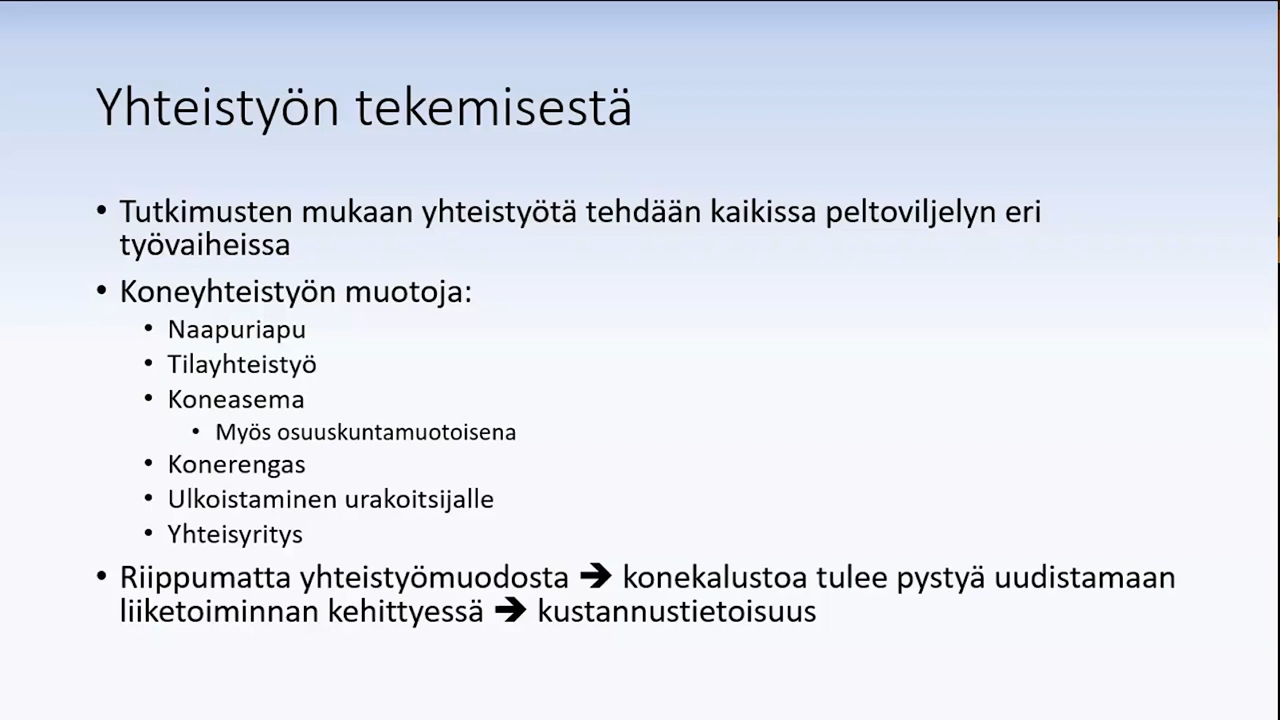 Yhteistyön tekemisestä
• Tutkimusten mukaan yhteistyötä tehdään kaikissa peltoviljelyn eri
työvaiheissa
• Koneyhteistyön muotoja:
• Naapuriapu
• Tilayhteistyö
• Koneasema
• Myös osuuskuntamuotoisena
• Konerengas
• Ulkoistaminen urakoitsijalle
• Yhteisyritys
• Riippumatta yhteistyömuodosta ➔ konekalustoa tulee pystyä uudistamaan
liiketoiminnan kehittyessä ➔ kustannustietoisuus